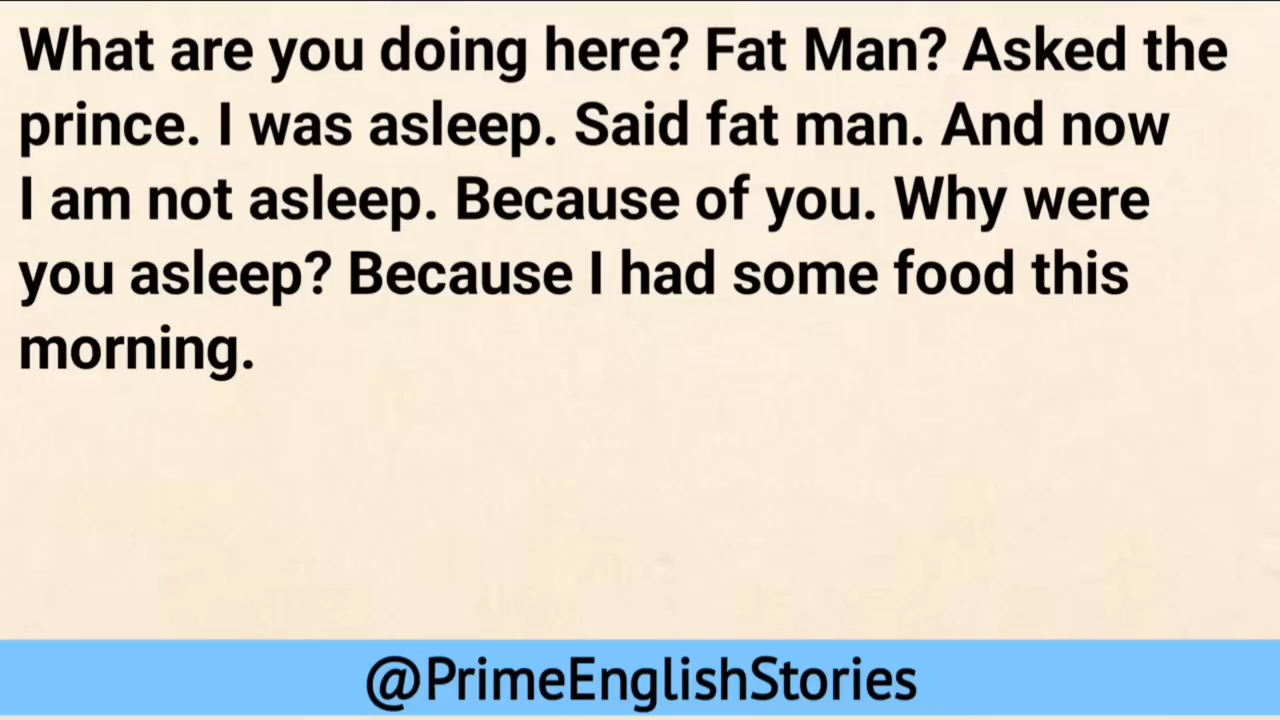 What are you doing here? Fat Man? Asked the
prince. I was asleep. Said fat man. And now
I am not asleep. Because of you. Why were
you asleep? Because I had some food this
morning.
@PrimeEnglishStories